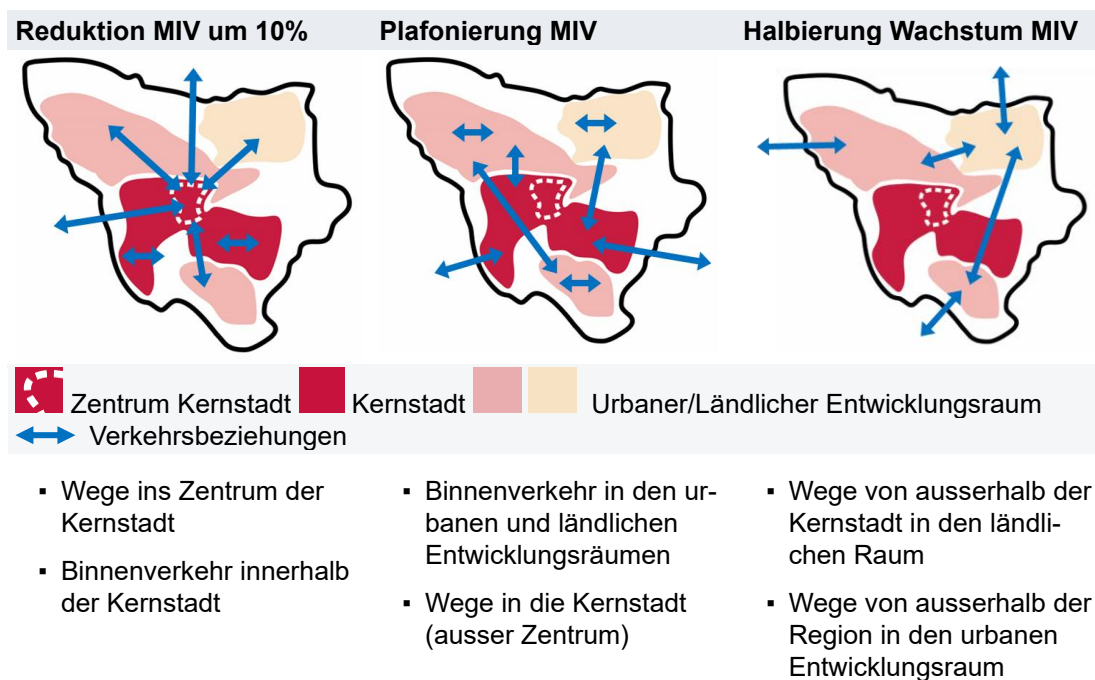 Reduktion MIV um 10%
Plafonierung MIV
Halbierung Wachstum MIV
Zentrum Kernstadt Kernstadt Urbaner/Ländlicher Entwicklungsraum
Verkehrsbeziehungen
▪ Wege ins Zentrum der
Kernstadt
▪ Binnenverkehr innerhalb
der Kernstadt
▪ Binnenverkehr in den ur-
banen und ländlichen
Entwicklungsräumen
▪ Wege in die Kernstadt
(ausser Zentrum)
▪ Wege von ausserhalb der
Kernstadt in den ländli-
chen Raum
▪ Wege von ausserhalb der
Region in den urbanen
Entwicklungsraum